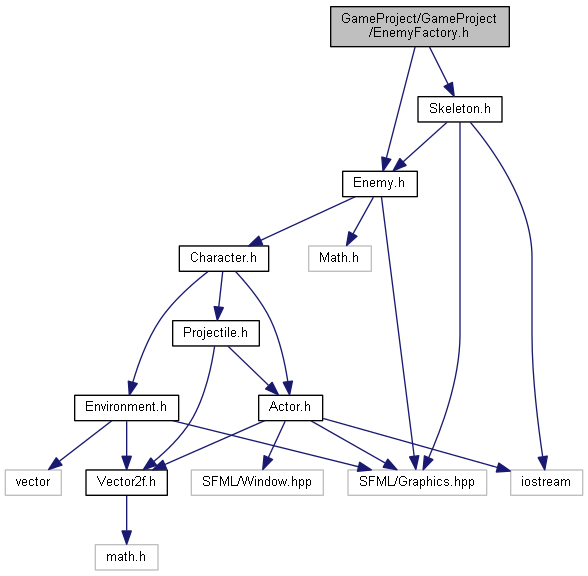 GameProject/GameProject
/EnemyFactory.h
Skeleton.h
Enemy.h
Character.h
Math.h
Projectile.h
Environment.h
Actor.h
vector
Vector2f.h
SFML/Window.hpp
SFML/Graphics.hpp
iostream
math.h